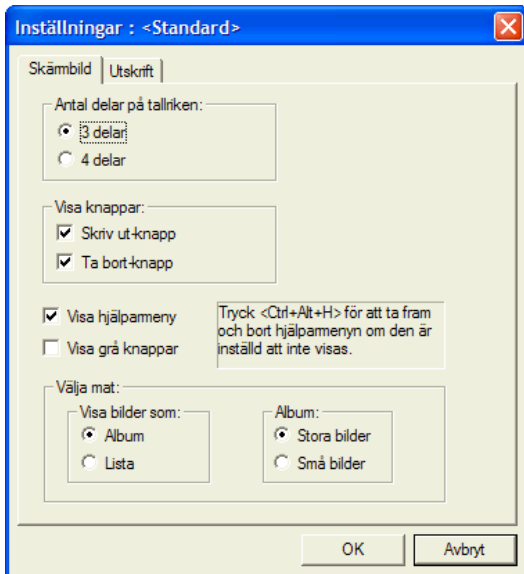 Inställningar : <Standard>
Skärmbild
Utskrift
Antal delar på tallriken:
3 delar
4 delar
Visa knappar:
Skriv ut-knapp
Ta bort-knapp
Visa hjälparmeny
Visa grå knappar
Tryck <Ctrl+Alt+H> för att ta fram
och bort hjälparmenyn om den är
inställd att inte visas.
Välja mat:
Visa bilder som:
Album
Lista
Album:
Stora bilder
Små bilder
OK
Avbryt